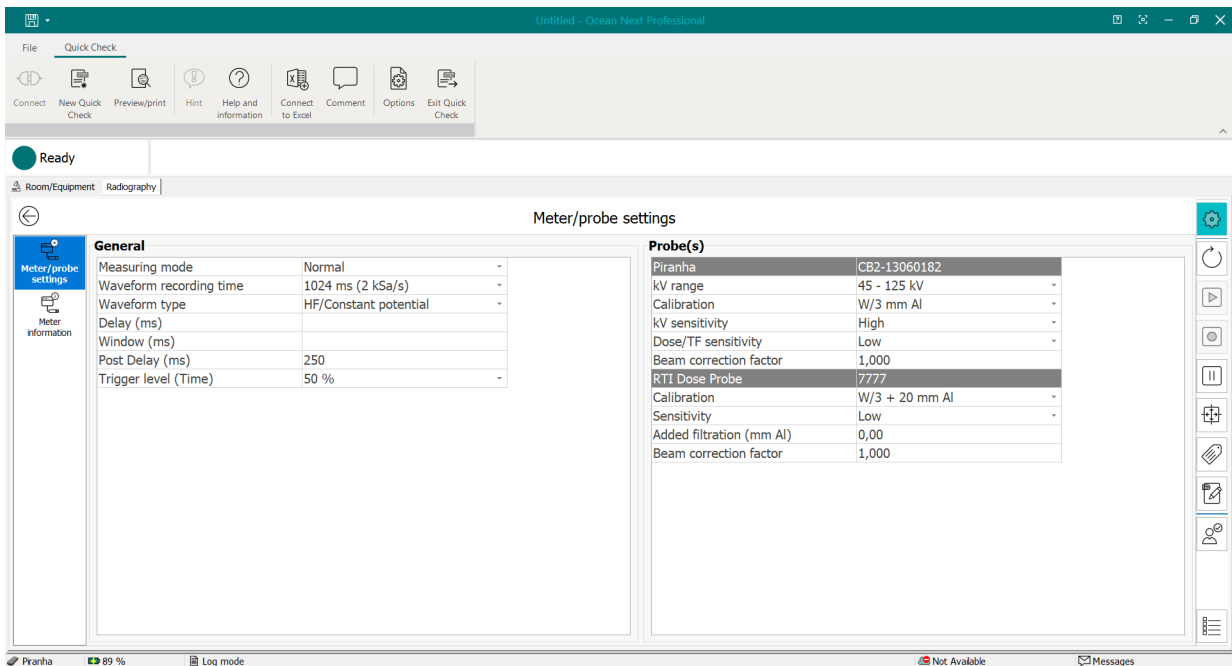 Untitled - Ocean Next Professional
File Quick Check
Connect New Quick Check Preview/print Hint Help and information Connect to Excel Comment Options Exit Quick Check
Ready
Room/Equipment Radiography
Meter/probe settings
Meter/probe settings
Meter information
General
Measuring mode Normal
Waveform recording time 1024 ms (2 kSa/s)
Waveform type HF/Constant potential
Delay (ms)
Window (ms)
Post Delay (ms) 250
Trigger level (Time) 50 %
Probe(s)
Piranha CB2-13060182
kV range 45 - 125 kV
Calibration W/3 mm Al
kV sensitivity High
Dose/TF sensitivity Low
Beam correction factor 1,000
RTI Dose Probe 7777
Calibration W/3 + 20 mm Al
Sensitivity Low
Added filtration (mm Al) 0,00
Beam correction factor 1,000
Piranha 89 % Log mode Not Available Messages